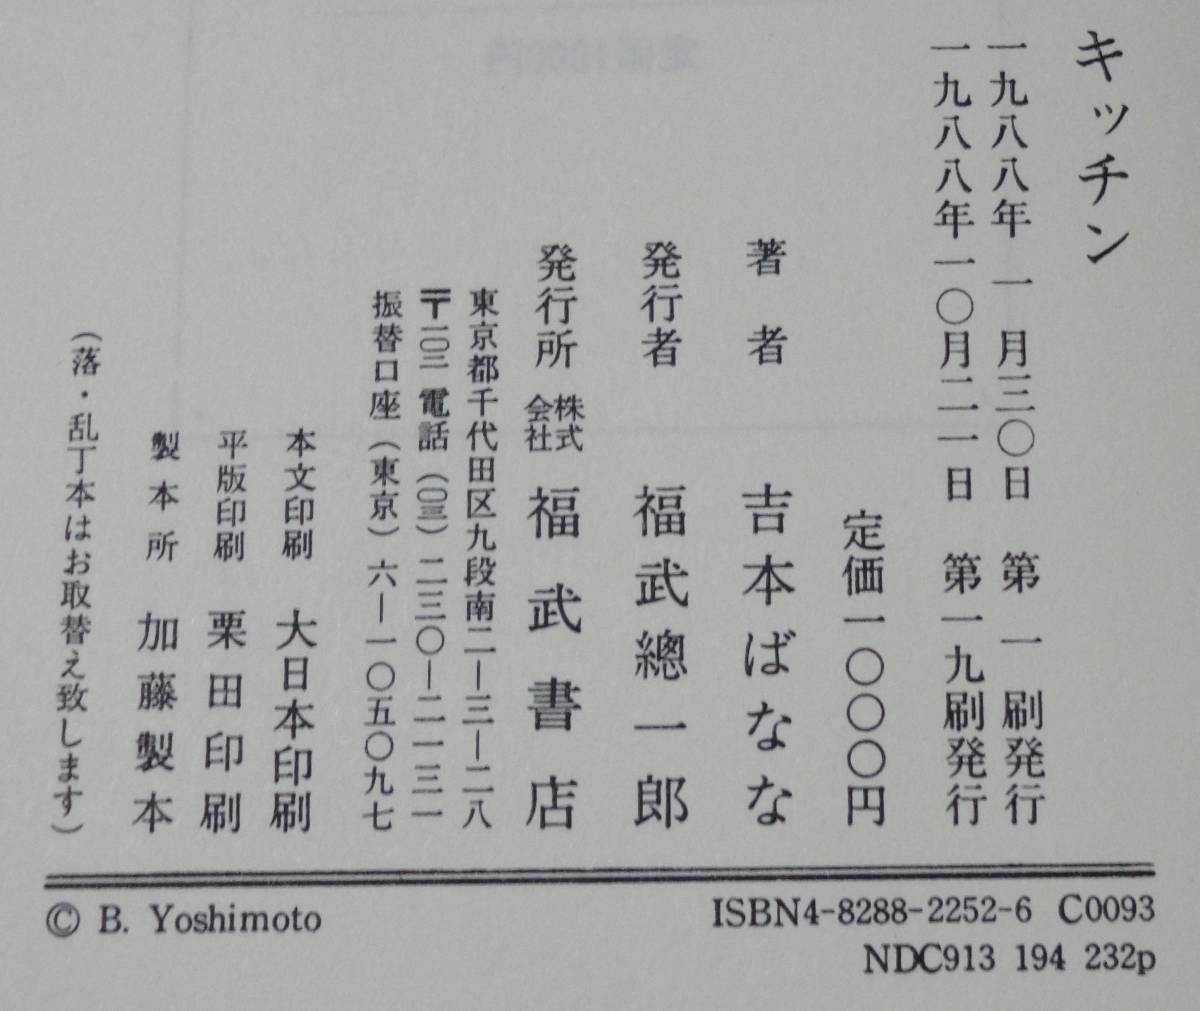 キッチン
一九八八年 一月三〇日 第 一刷発行
一九八八年一〇月二一日 第一九刷発行
定価一〇〇〇円
著者 吉本ばなな
発行者 福武總一郎
発行所 株式会社 福武書店
東京都千代田区九段南二―三―二八
〒一〇二 電話(〇三)二三〇―二一三一
振替口座(東京)六―一〇五〇九七
本文印刷 大日本印刷
平版印刷 栗田印刷
製本所 加藤製本
(落・乱丁本はお取替え致します)
© B. Yoshimoto
ISBN4-8288-2252-6 C0093
NDC913 194 232p